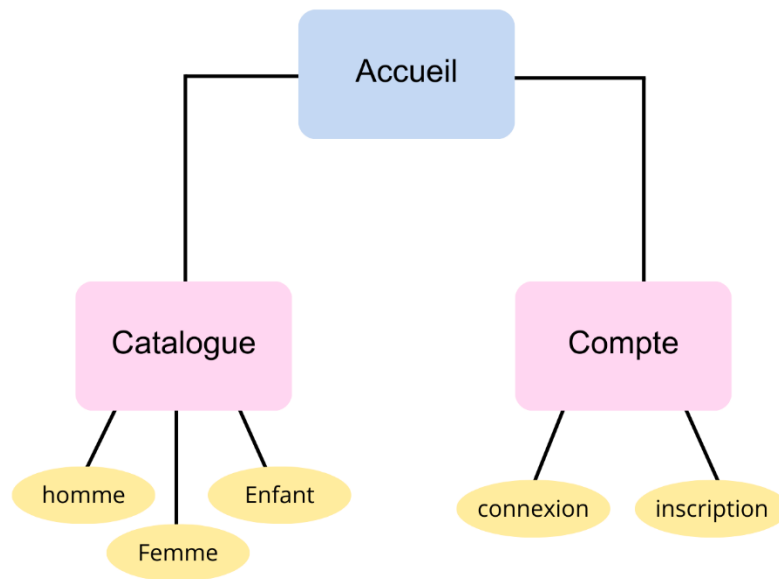 Accueil
Catalogue
Compte
homme
Femme
Enfant
connexion
inscription